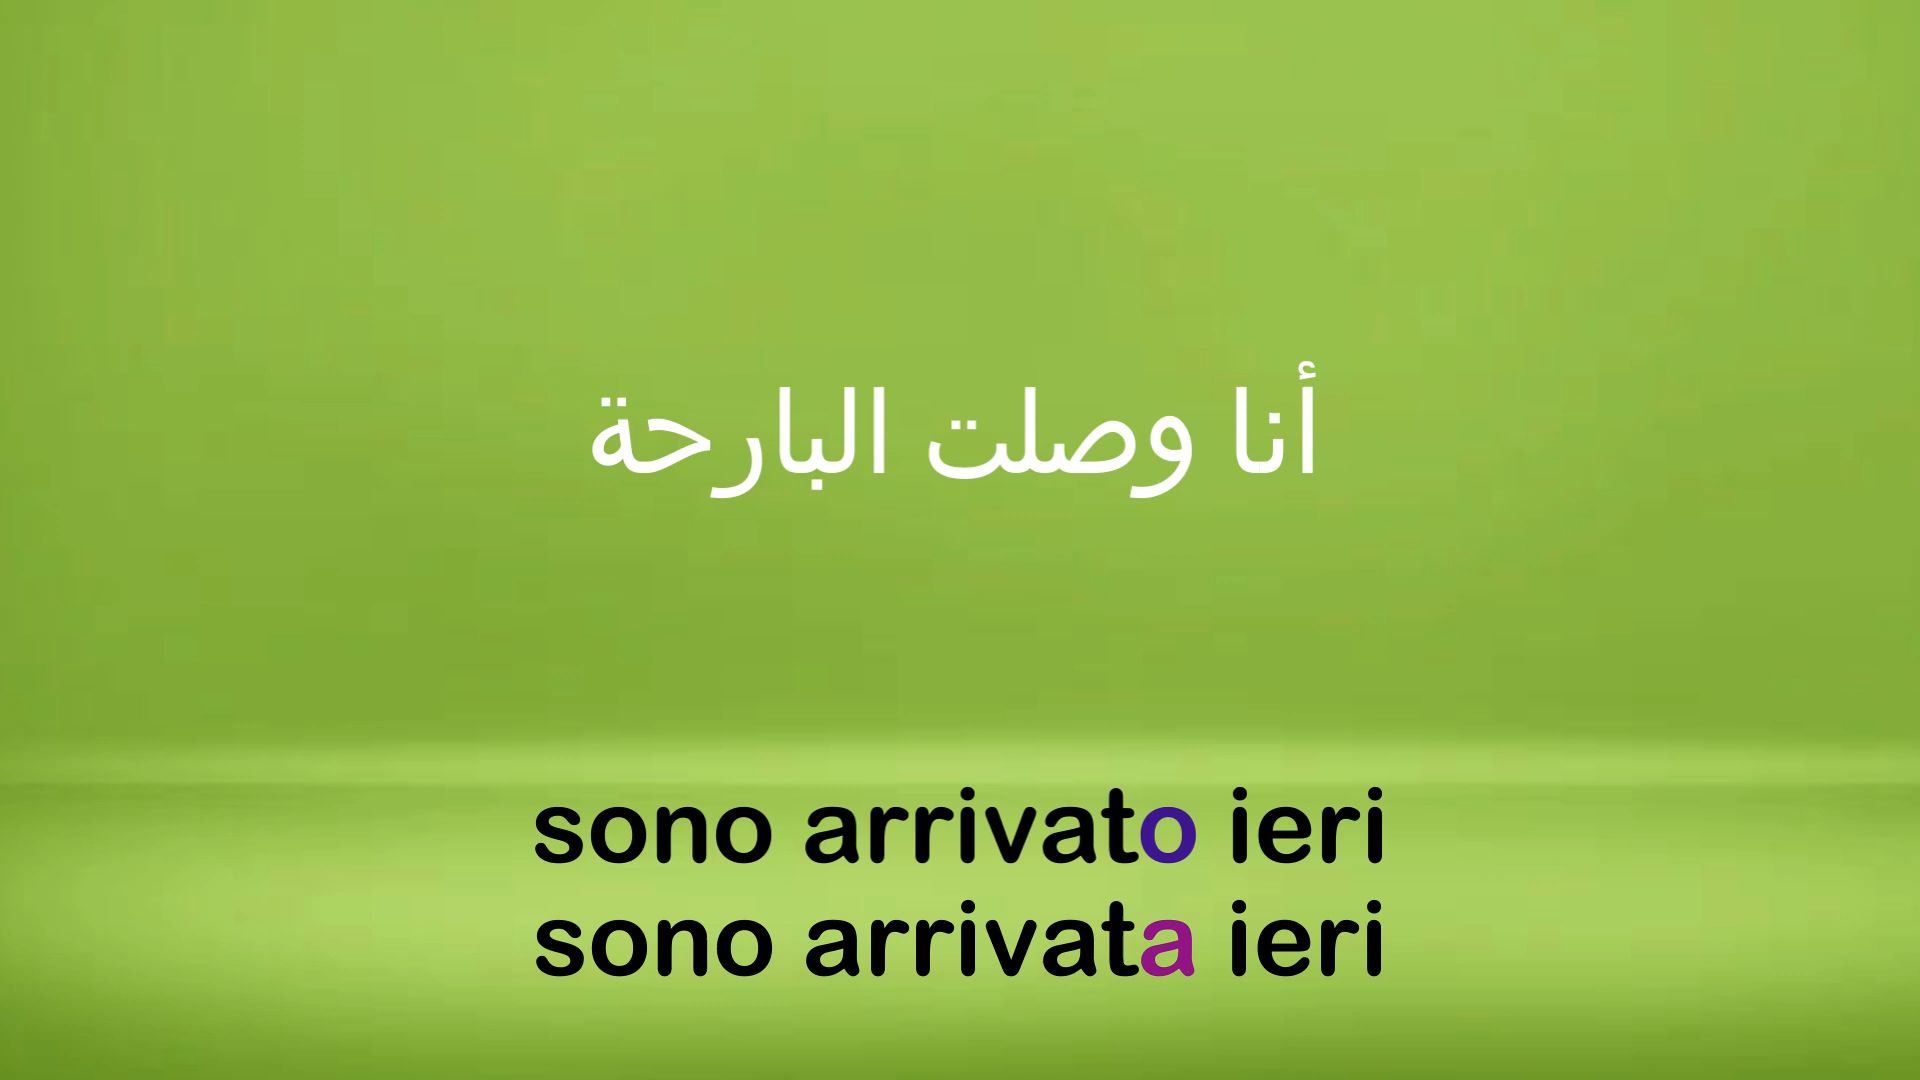 أنا وصلت البارحة
sono arrivato ieri
sono arrivata ieri